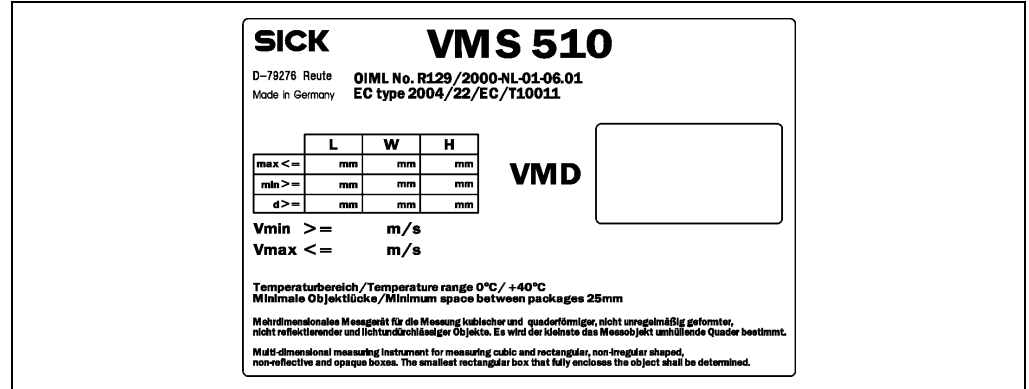 SICK
VMS 510
D-79276 Reute
Made in Germany
OIML No. R129/2000-NL-01-06.01
EC type 2004/22/EC/T10011
L W H
max <= mm mm mm
min >= mm mm mm
d>= mm mm mm
VMD
Vmin >= m/s
Vmax <= m/s
Temperaturbereich/Temperature range 0°C/ +40°C
Minimale Objektlücke/Minimum space between packages 25mm
Mehrdimensionales Messgerät für die Messung kubischer und quaderförmiger, nicht unregelmäßig geformter,
nicht reflektierender und lichtundürchlässiger Objekte. Es wird der kleinste das Messobjekt umhüllende Quader bestimmt.
Multi-dimensional measuring instrument for measuring cubic and rectangular, non-irregular shaped,
non-reflective and opaque boxes. The smallest rectangular box that fully encloses the object shall be determined.